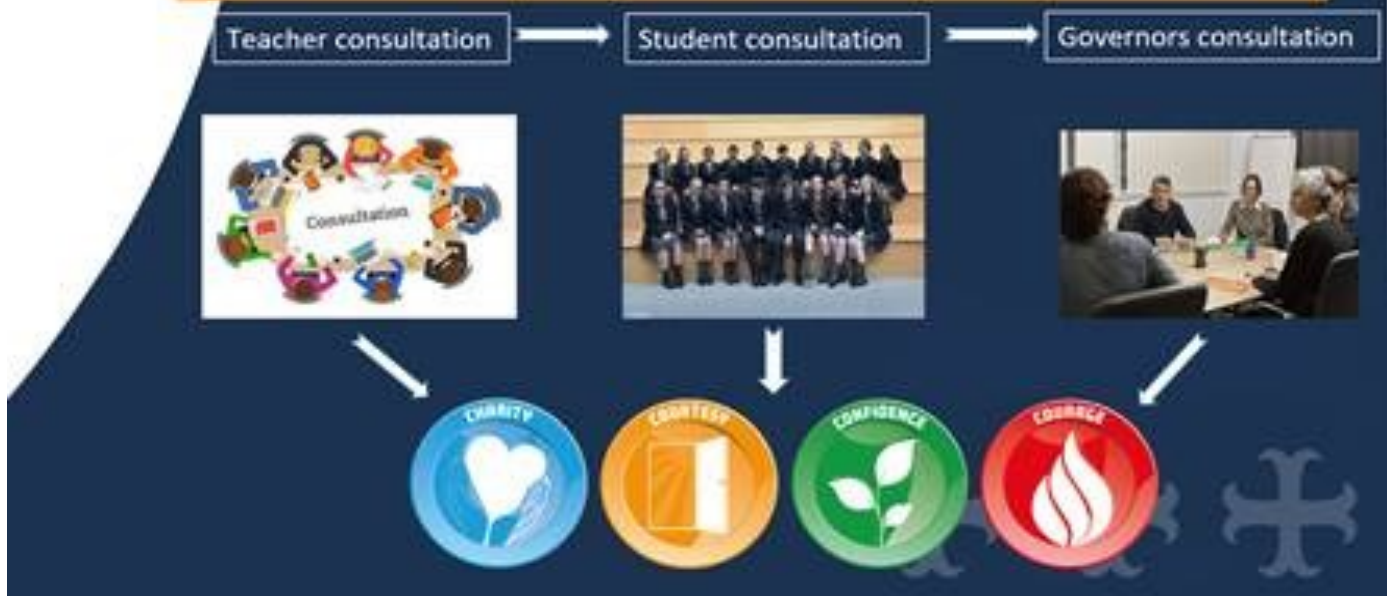 Teacher consultation
Student consultation
Governors consultation
Consultation
CHARITY
COURTESY
CONFIDENCE
COURAGE